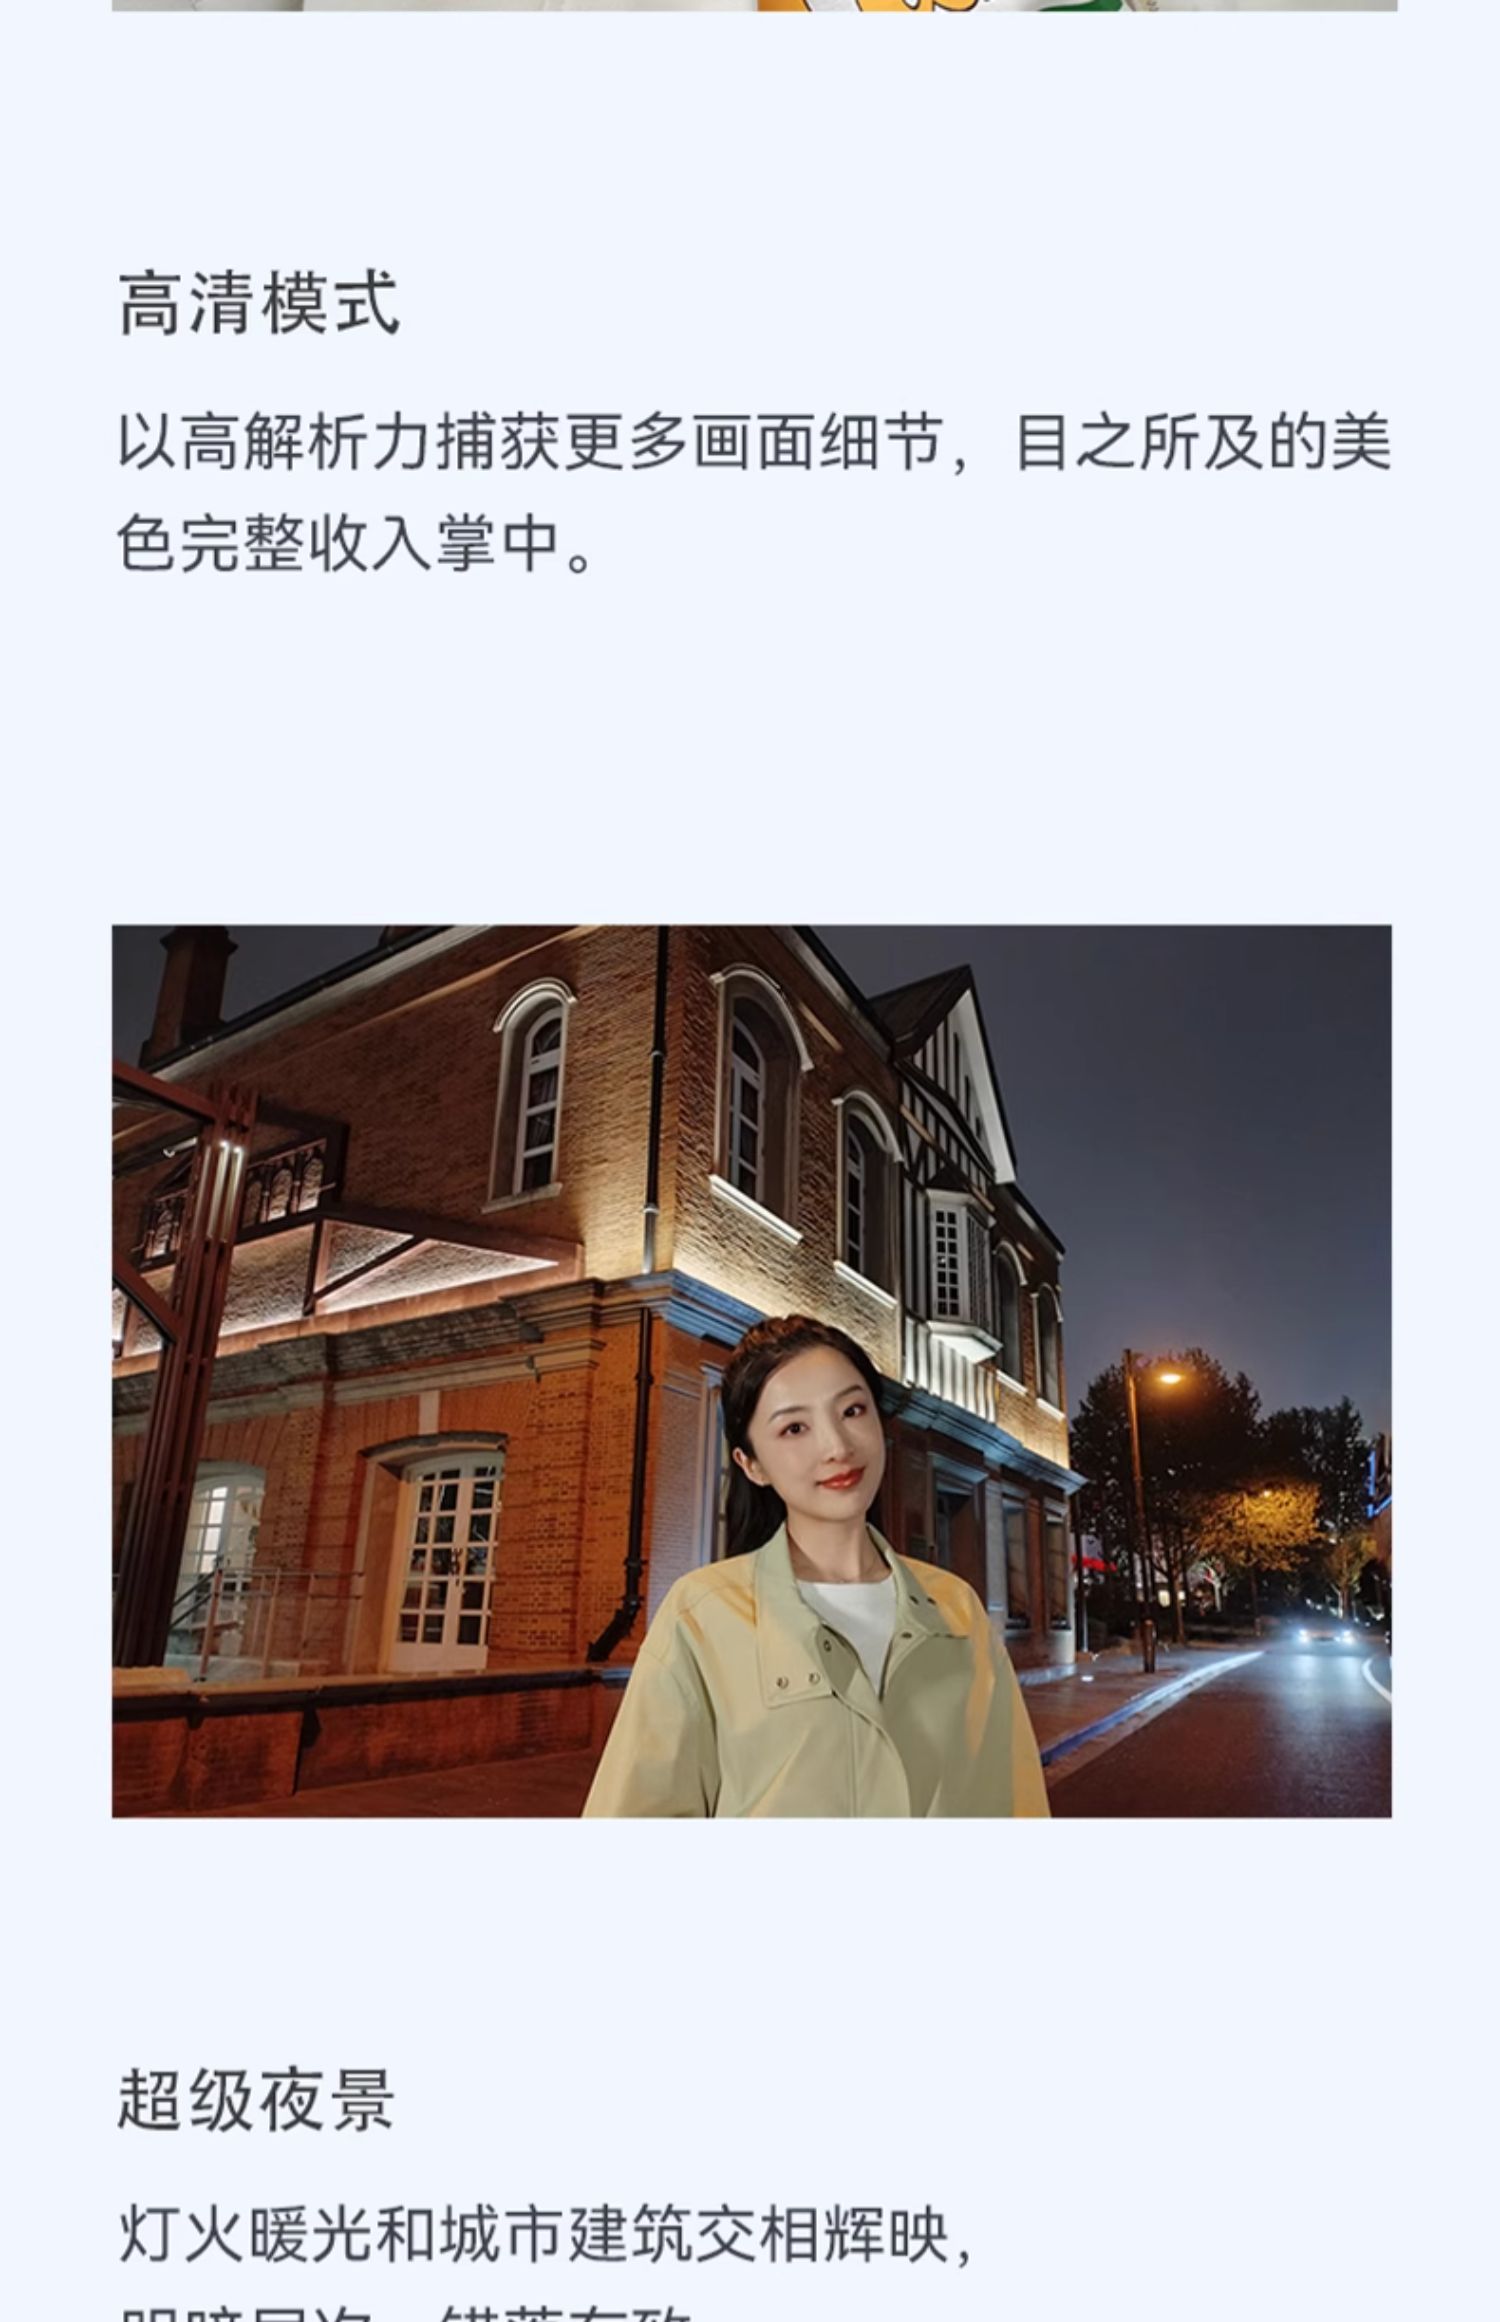 高清模式
以高解析力捕获更多画面细节，目之所及的美
色完整收入掌中。
超级夜景
灯火暖光和城市建筑交相辉映，